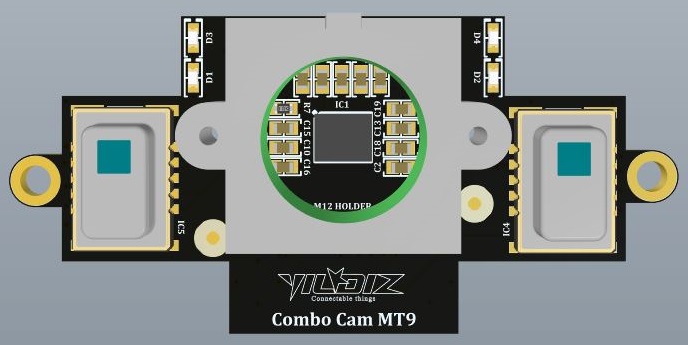 D3
D4
D1
D2
IC1
R7
C19
C15
C13
C10
C18
C16
C2
M12 HOLDER
IC5
IC4
YILDIZ
Connectable things
Combo Cam MT9